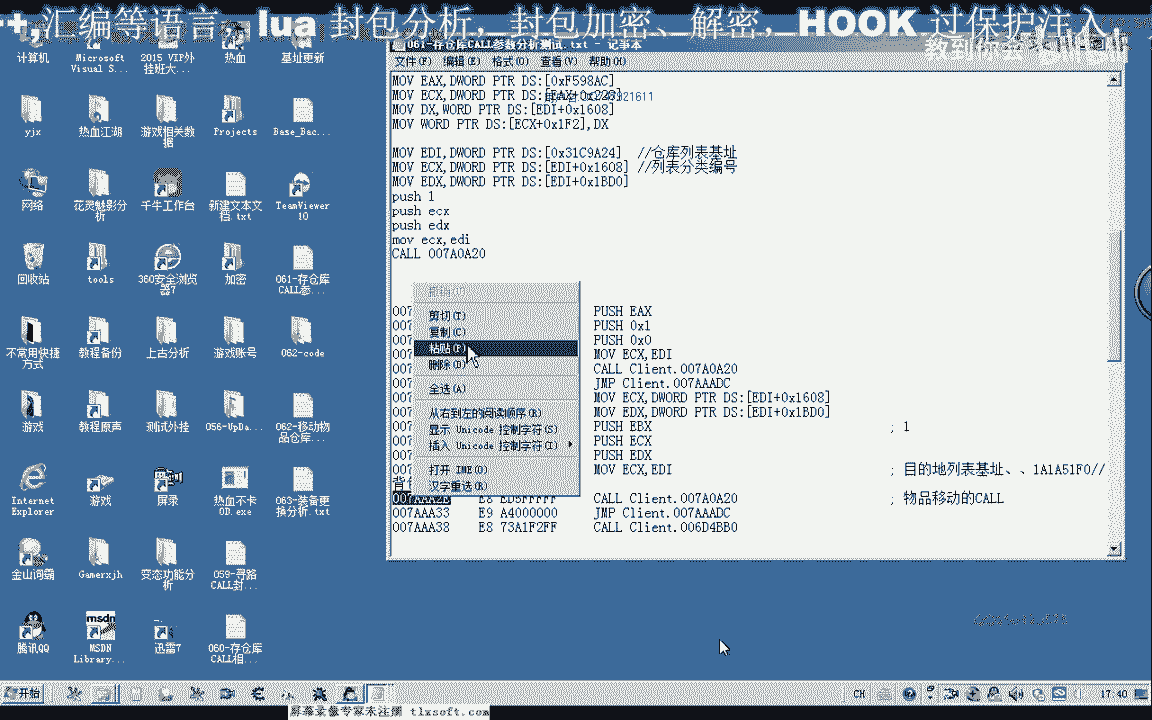 ++,汇编等语言，lua 封包分析，封包加密、解密，HOOK 过保护注入
教到你会
bilibili
061-存仓库CALL参数分析测试.txt - 记事本
文件(F) 编辑(E) 格式(O) 查看(V) 帮助(H)
MOV EAX,DWORD PTR DS:[0xF598AC]
MOV ECX,DWORD PTR DS:[EAX+0x228]
MOV DX,WORD PTR DS:[EDI+0x1608]
MOV WORD PTR DS:[ECX+0x1F2],DX
MOV EDI,DWORD PTR DS:[0x31C9A24] //仓库列表基址
MOV ECX,DWORD PTR DS:[EDI+0x1608] //列表分类编号
MOV EDX,DWORD PTR DS:[EDI+0x1BD0]
push 1
push ecx
push edx
mov ecx,edi
CALL 007A0A20
007 PUSH EAX
007 PUSH 0x1
007 PUSH 0x0
007 MOV ECX,EDI
007 CALL Client.007A0A20
007 JMP Client.007AAADC
007 MOV ECX,DWORD PTR DS:[EDI+0x1608]
007 MOV EDX,DWORD PTR DS:[EDI+0x1BD0]
007 PUSH EBX ; 1
007 PUSH ECX
007 PUSH EDX
007 MOV ECX,EDI ; 目的地列表基址、、1A1A51F0//
背包
007AAA2E E8 ED5FFFFF CALL Client.007A0A20 ; 物品移动的CALL
007AAA33 E9 A4000000 JMP Client.007AAADC
007AAA38 E8 73A1F2FF CALL Client.006D4BB0
剪切(T)
复制(C)
粘贴(P)
删除(D)
全选(A)
从右到左的阅读顺序(R)
显示 Unicode 控制字符(S)
插入 Unicode 控制字符(I)
打开 IME(O)
汉字重选(R)
计算机
Microsoft Visual S...
2015 VIP外挂班大...
热血
基址更新
yjx
热血江湖
游戏相关数据
Projects
Base_Bac...
网络
花灵魅影分析
千牛工作台
新建文本文档.txt
TeamViewer 10
回收站
tools
360安全浏览器7
加密
061-存仓库CALL参...
不常用快捷方式
教程备份
上古分析
游戏账号
062-code
游戏
教程原声
测试外挂
056-UpDa...
062-移动物品仓库...
Internet Explorer
游戏
屏录
热血不卡OD.exe
063-装备更换分析.txt
金山词霸
Gamerxjh
变态功能分析
059-寻路CALL封...
腾讯QQ
MSDN Library...
迅雷7
060-存仓库CALL相...
开始
CH
17:40
屏幕录像专家未注册 tlxsoft.com